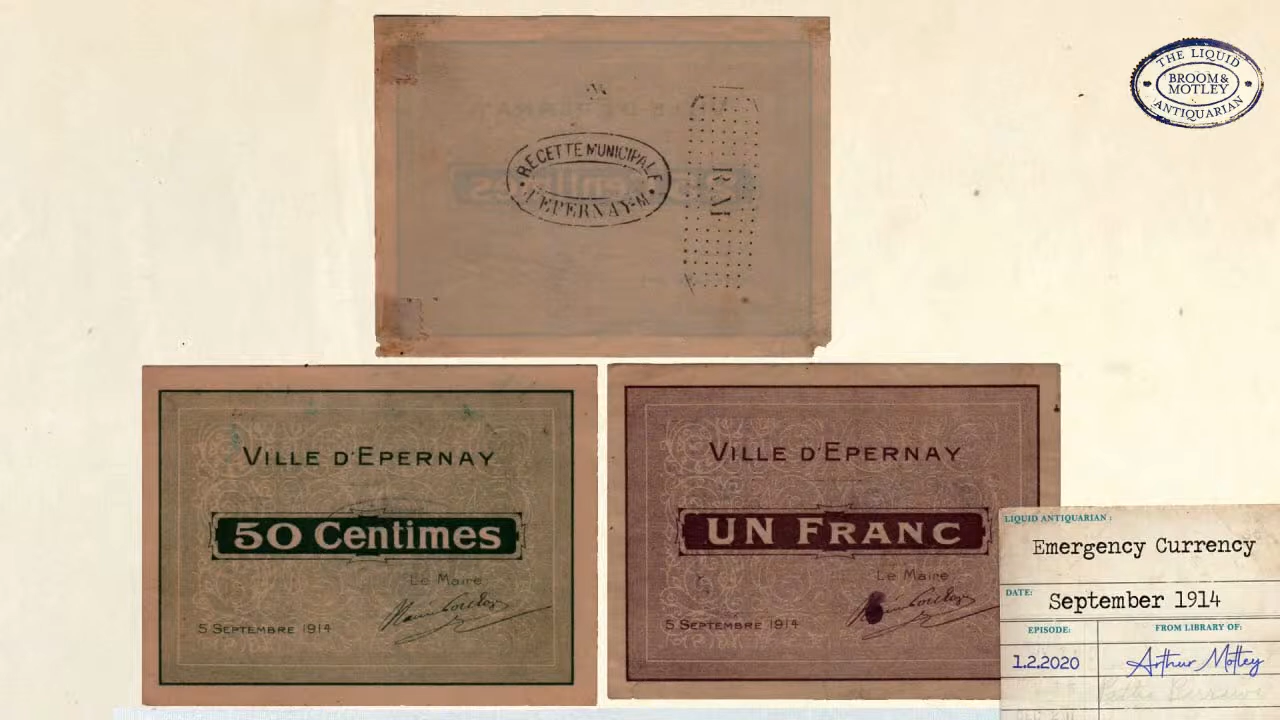 THE LIQUID
BROOM &
MOTLEY
ANTIQUARIAN
RECETTE MUNICIPALE
D'EPERNAY-M.
RM
VILLE D'EPERNAY
50 Centimes
Le Maire
5 SEPTEMBRE 1914
VILLE D'EPERNAY
UN FRANC
Le Maire
5 SEPTEMBRE 1914
LIQUID ANTIQUARIAN :
Emergency Currency
DATE:
September 1914
EPISODE:
FROM LIBRARY OF:
1.2.2020
Arthur Motley